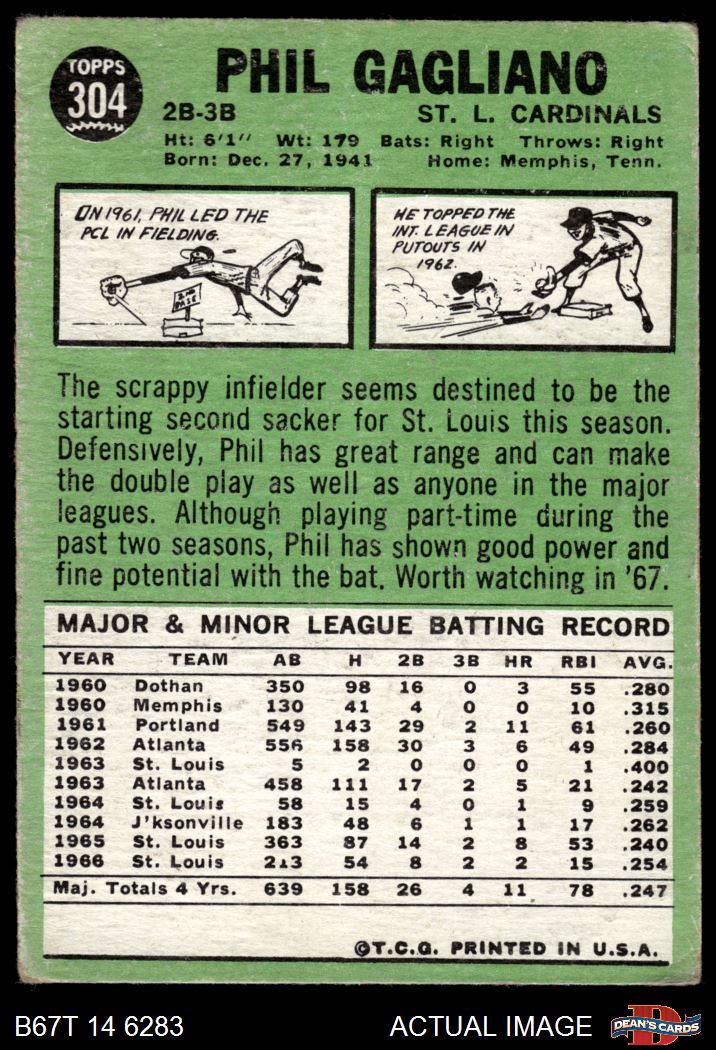 TOPPS
304
PHIL GAGLIANO
2B-3B ST. L. CARDINALS
Ht: 6'1" Wt: 179 Bats: Right Throws: Right
Born: Dec. 27, 1941 Home: Memphis, Tenn.
ON 1961, PHIL LED THE
PCL IN FIELDING.
2ND
BASE
HE TOPPED THE
INT. LEAGUE IN
PUTOUTS IN
1962.
The scrappy infielder seems destined to be the
starting second sacker for St. Louis this season.
Defensively, Phil has great range and can make
the double play as well as anyone in the major
leagues. Although playing part-time during the
past two seasons, Phil has shown good power and
fine potential with the bat. Worth watching in '67.
MAJOR & MINOR LEAGUE BATTING RECORD
YEAR TEAM AB H 2B 3B HR RBI AVG.
1960 Dothan 350 98 16 0 3 55 .280
1960 Memphis 130 41 4 0 0 10 .315
1961 Portland 549 143 29 2 11 61 .260
1962 Atlanta 556 158 30 3 6 49 .284
1963 St. Louis 5 2 0 0 0 1 .400
1963 Atlanta 458 111 17 2 5 21 .242
1964 St. Louis 58 15 4 0 1 9 .259
1964 J'ksonville 183 48 6 1 1 17 .262
1965 St. Louis 363 87 14 2 8 53 .240
1966 St. Louis 213 54 8 2 2 15 .254
Maj. Totals 4 Yrs. 639 158 26 4 11 78 .247
©T.C.G. PRINTED IN U.S.A.
B67T 14 6283 ACTUAL IMAGE
DEAN'S CARDS